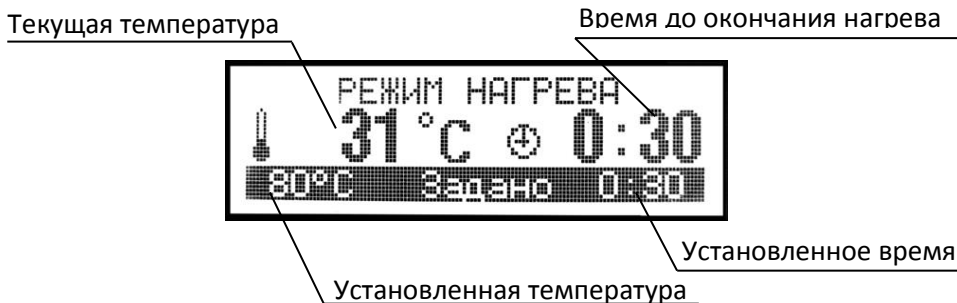 Текущая температура
Время до окончания нагрева
РЕЖИМ НАГРЕВА
31 °C 0:30
80°C Задано 0:30
Установленное время
Установленная температура